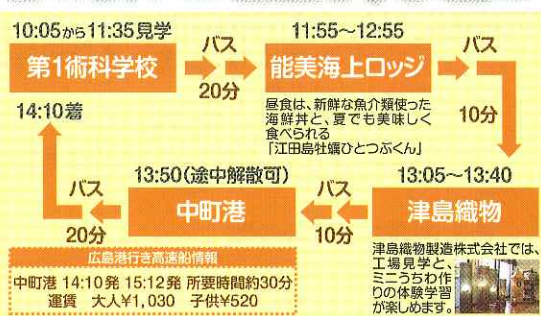 10:05から11:35見学
第1術科学校
バス
20分
11:55～12:55
能美海上ロッジ
昼食は、新鮮な魚介類使った
海鮮丼と、夏でも美味しく
食べられる
「江田島牡蠣ひとつぶくん」
バス
10分
13:05～13:40
津島織物
津島織物製造株式会社では、
工場見学と、
ミニうちわ作
りの体験学習
が楽しめます。
バス
10分
13:50(途中解散可)
中町港
広島港行き高速船情報
中町港 14:10発 15:12発 所要時間約30分
運賃 大人¥1,030 子供¥520
バス
20分
14:10着